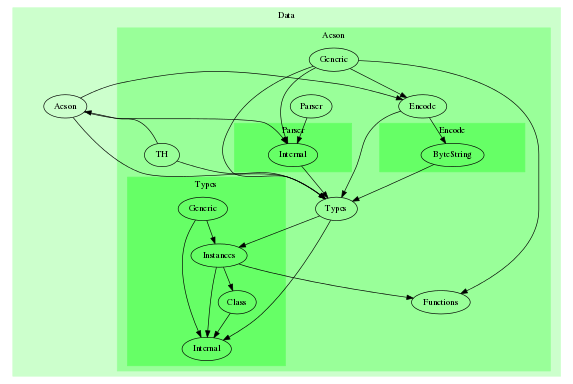 Data
Aeson
Generic
Aeson
Parser
Encode
Parser
Encode
TH
Internal
ByteString
Types
Generic
Types
Instances
Class
Functions
Internal